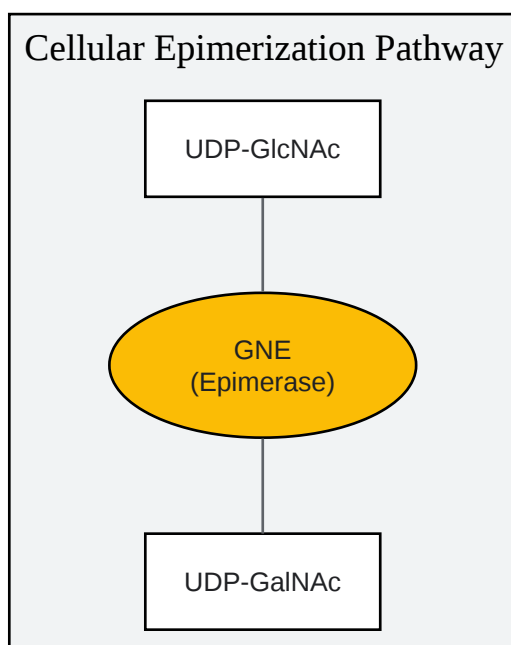 Cellular Epimerization Pathway
UDP-GlcNAc
GNE
(Epimerase)
UDP-GalNAc